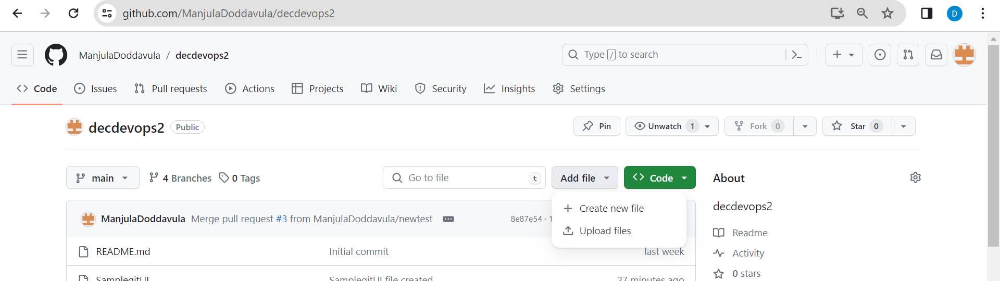 github.com/ManjulaDoddavula/decdevops2
D
ManjulaDoddavula / decdevops2
Type / to search
Code Issues Pull requests Actions Projects Wiki Security Insights Settings
decdevops2 Public
Pin Unwatch 1 Fork 0 Star 0
main 4 Branches 0 Tags Go to file t Add file Code
About
Create new file
Upload files
decdevops2
ManjulaDoddavula Merge pull request #3 from ManjulaDoddavula/newtest 8e87e54 ·
Readme
README.md Initial commit last week
Activity
SamplegitUI SamplegitUI file created 27 minutes ago
0 stars